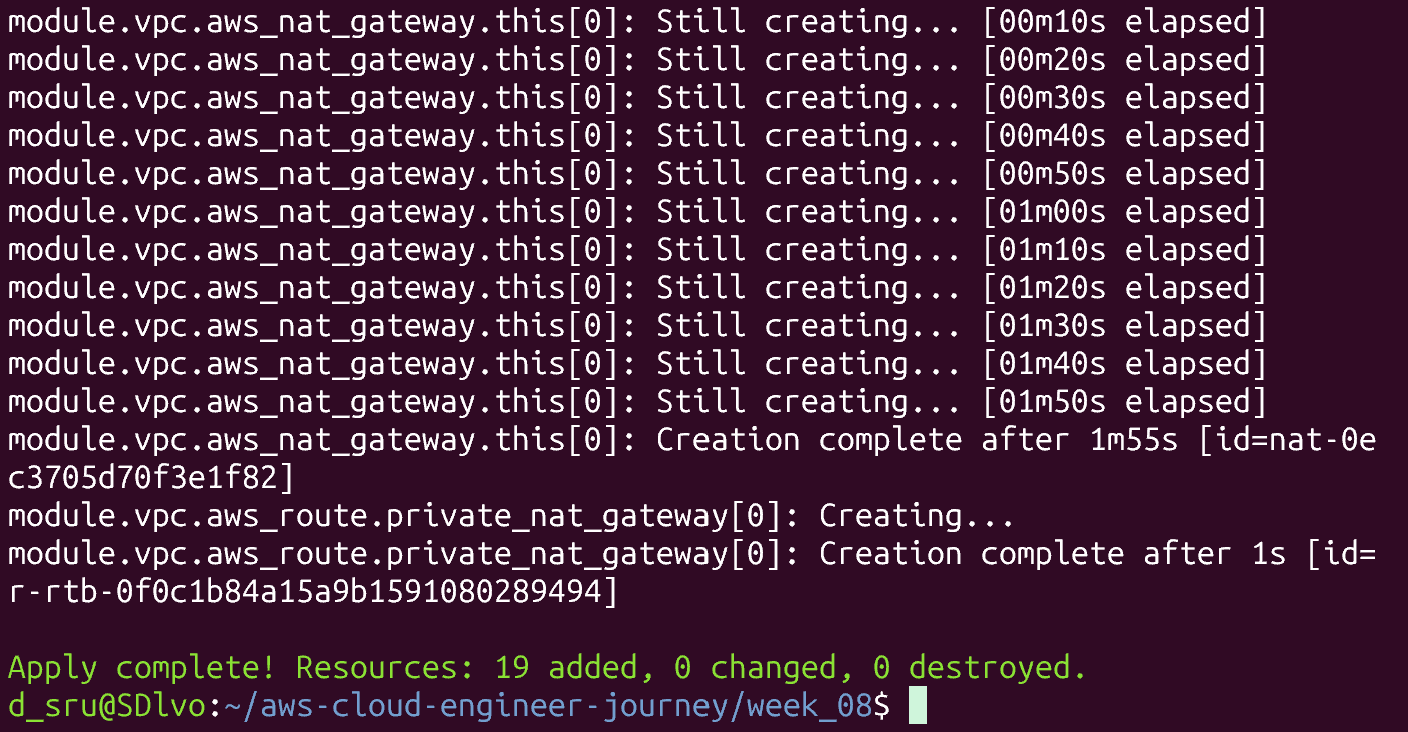 module.vpc.aws_nat_gateway.this[0]: Still creating... [00m10s elapsed]
module.vpc.aws_nat_gateway.this[0]: Still creating... [00m20s elapsed]
module.vpc.aws_nat_gateway.this[0]: Still creating... [00m30s elapsed]
module.vpc.aws_nat_gateway.this[0]: Still creating... [00m40s elapsed]
module.vpc.aws_nat_gateway.this[0]: Still creating... [00m50s elapsed]
module.vpc.aws_nat_gateway.this[0]: Still creating... [01m00s elapsed]
module.vpc.aws_nat_gateway.this[0]: Still creating... [01m10s elapsed]
module.vpc.aws_nat_gateway.this[0]: Still creating... [01m20s elapsed]
module.vpc.aws_nat_gateway.this[0]: Still creating... [01m30s elapsed]
module.vpc.aws_nat_gateway.this[0]: Still creating... [01m40s elapsed]
module.vpc.aws_nat_gateway.this[0]: Still creating... [01m50s elapsed]
module.vpc.aws_nat_gateway.this[0]: Creation complete after 1m55s [id=nat-0e
c3705d70f3e1f82]
module.vpc.aws_route.private_nat_gateway[0]: Creating...
module.vpc.aws_route.private_nat_gateway[0]: Creation complete after 1s [id=
r-rtb-0f0c1b84a15a9b1591080289494]
Apply complete! Resources: 19 added, 0 changed, 0 destroyed.
d_sru@SDlvo:~/aws-cloud-engineer-journey/week_08$